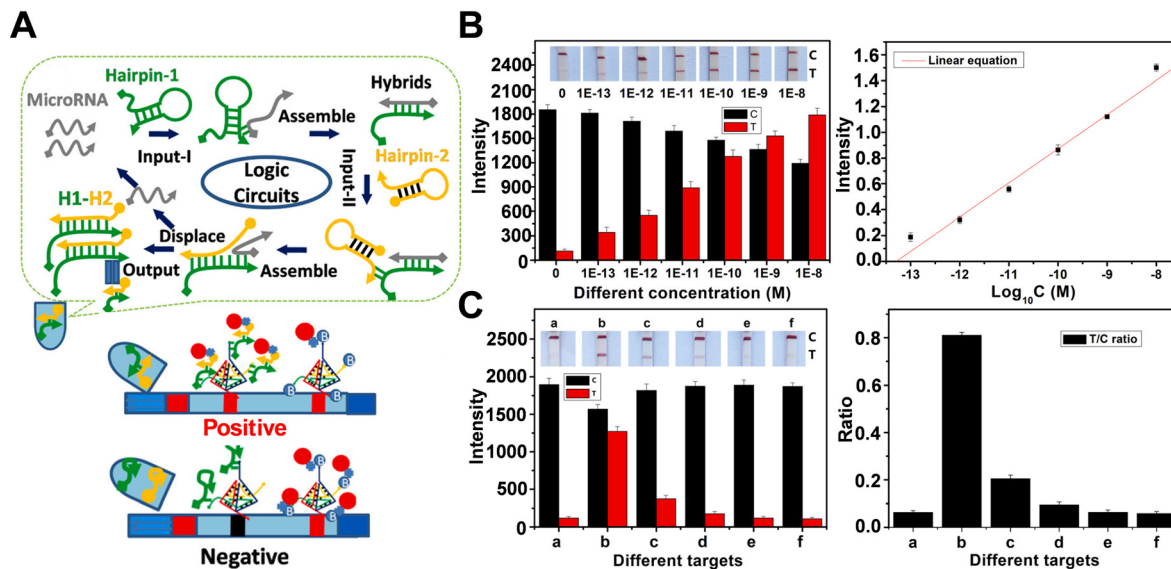 A
Hairpin-1
MicroRNA
Hybrids
Assemble
Input-I
Input-II
Hairpin-2
Logic
Circuits
H1-H2
Displace
Output
Assemble
B
B
B
Positive
B
B
B
B
B
Negative
B
2500
2100
1800
1500
1200
900
600
300
0
Intensity
C
T
0 1E-13 1E-12 1E-11 1E-10 1E-9 1E-8
C
T
0 1E-13 1E-12 1E-11 1E-10 1E-9 1E-8
Different concentration (M)
1.6
1.4
1.2
1.0
0.8
0.6
0.4
0.2
0.0
Intensity
Linear equation
-13 -12 -11 -10 -9 -8
Log10C (M)
C
2500
2000
1500
1000
500
0
Intensity
a b c d e f
C
T
C
T
a b c d e f
Different targets
0.8
0.6
0.4
0.2
0.0
Ratio
T/C ratio
a b c d e f
Different targets